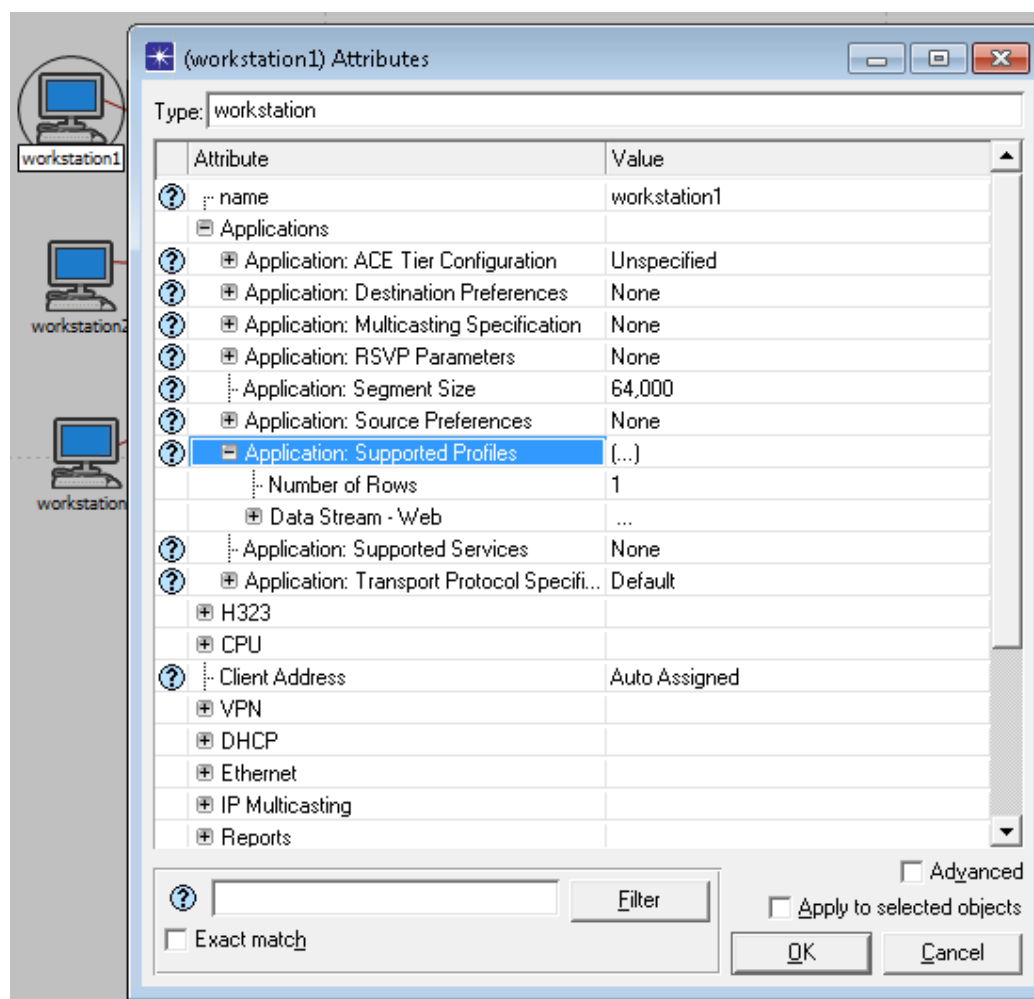 (workstation1) Attributes
Type: workstation
Attribute Value
name workstation1
Applications
Application: ACE Tier Configuration Unspecified
Application: Destination Preferences None
Application: Multicasting Specification None
Application: RSVP Parameters None
Application: Segment Size 64,000
Application: Source Preferences None
Application: Supported Profiles (...)
Number of Rows 1
Data Stream - Web ...
Application: Supported Services None
Application: Transport Protocol Specifi... Default
H323
CPU
Client Address Auto Assigned
VPN
DHCP
Ethernet
IP Multicasting
Reports
Advanced
Filter
Apply to selected objects
Exact match
OK Cancel
workstation1
workstation2
workstation